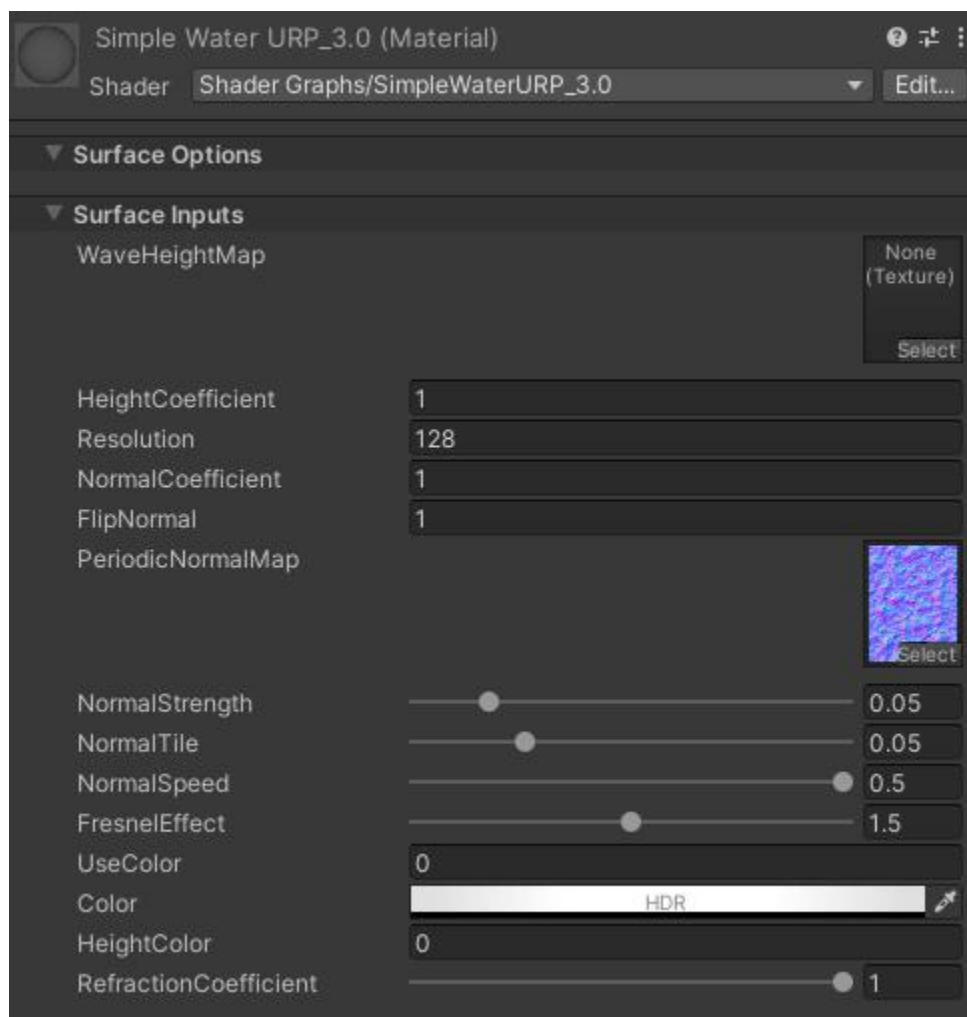 Simple Water URP_3.0 (Material)
Shader Shader Graphs/SimpleWaterURP_3.0 Edit...
Surface Options
Surface Inputs
WaveHeightMap None
(Texture)
Select
HeightCoefficient 1
Resolution 128
NormalCoefficient 1
FlipNormal 1
PeriodicNormalMap
Select
NormalStrength 0.05
NormalTile 0.05
NormalSpeed 0.5
FresnelEffect 1.5
UseColor 0
Color HDR
HeightColor 0
RefractionCoefficient 1